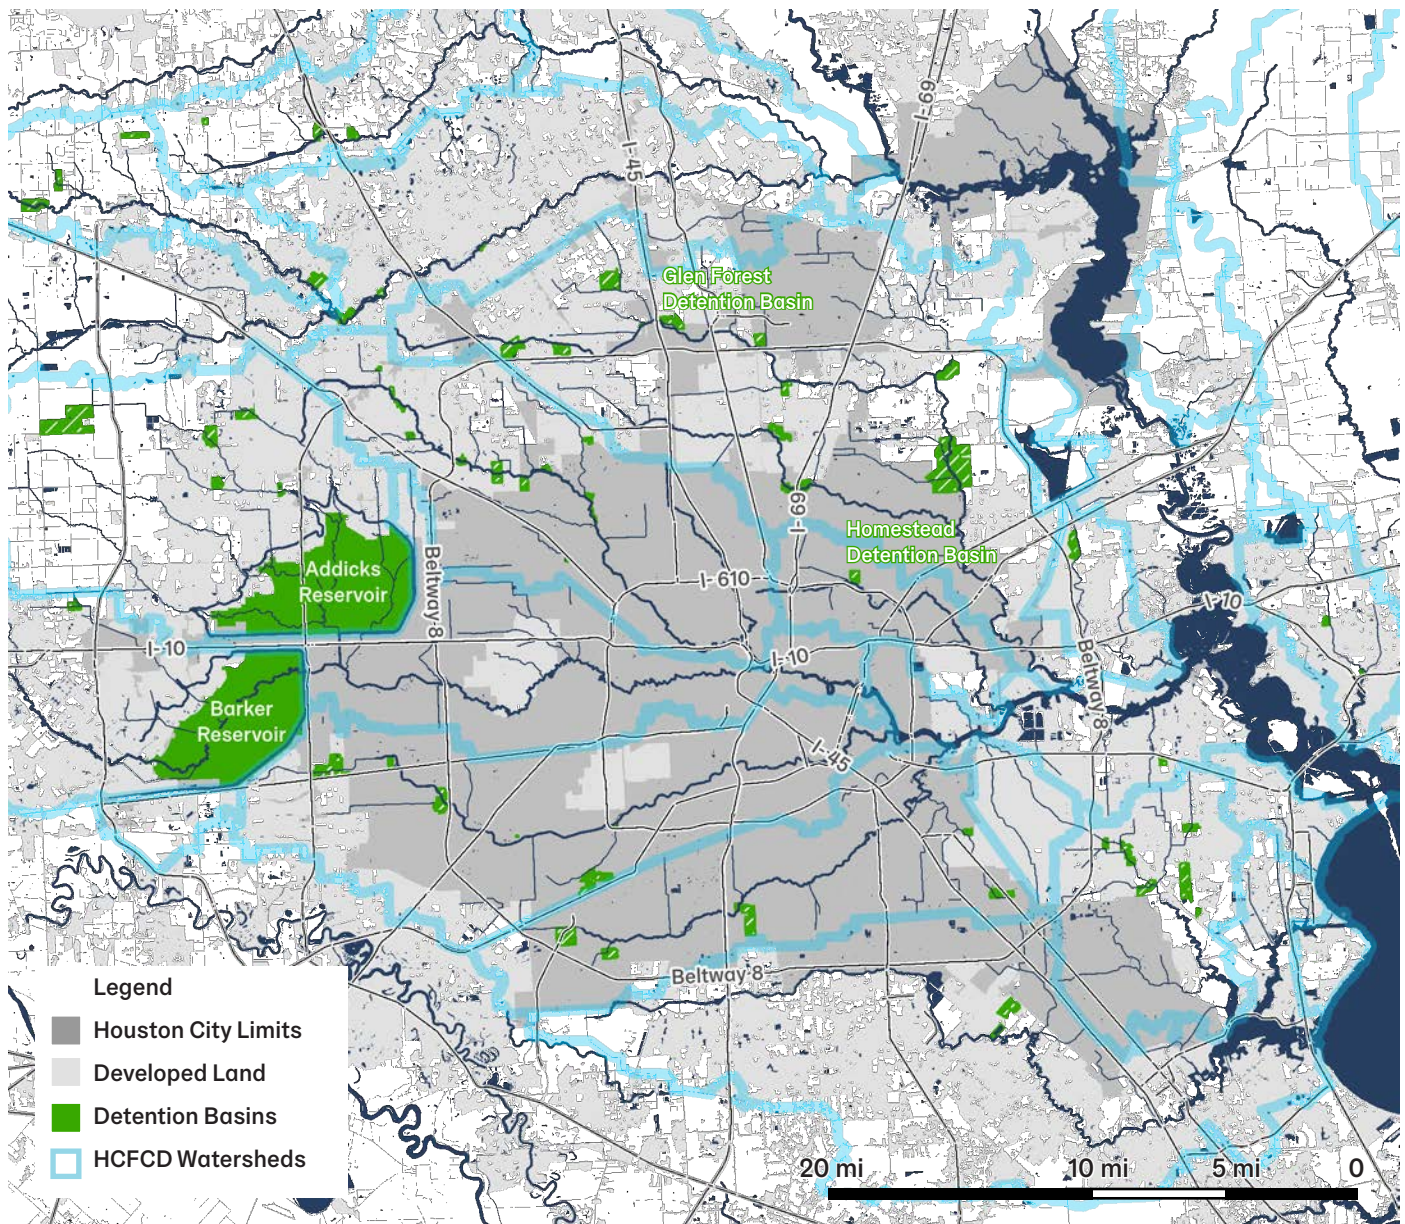 I-69
I-45
Glen Forest
Detention Basin
I-69
Homestead
Detention Basin
Addicks
Reservoir
Beltway 8
I-610
I-10
I-10
I-10
Beltway 8
Barker
Reservoir
I-45
Beltway 8
Legend
Houston City Limits
Developed Land
Detention Basins
HCFCD Watersheds
20 mi
10 mi
5 mi
0